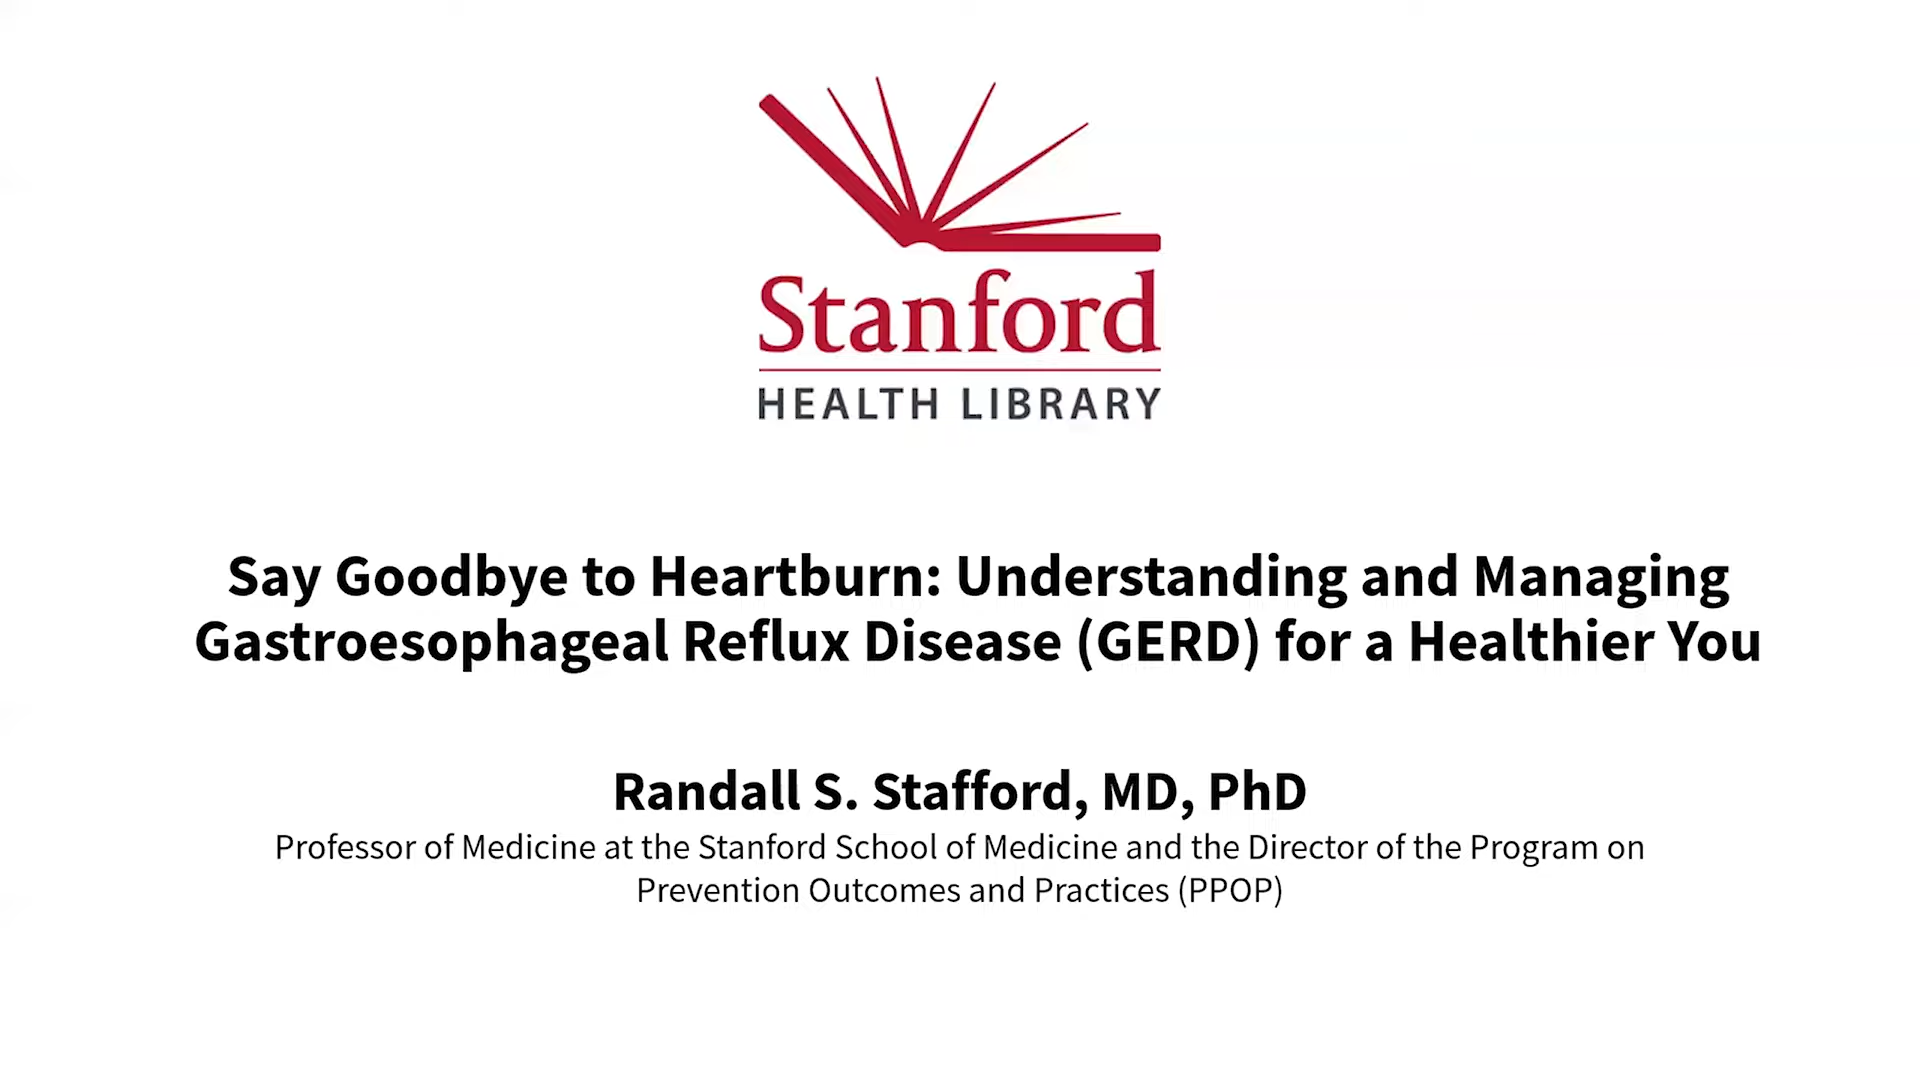 Stanford
HEALTH LIBRARY
Say Goodbye to Heartburn: Understanding and Managing
Gastroesophageal Reflux Disease (GERD) for a Healthier You
Randall S. Stafford, MD, PhD
Professor of Medicine at the Stanford School of Medicine and the Director of the Program on
Prevention Outcomes and Practices (PPOP)